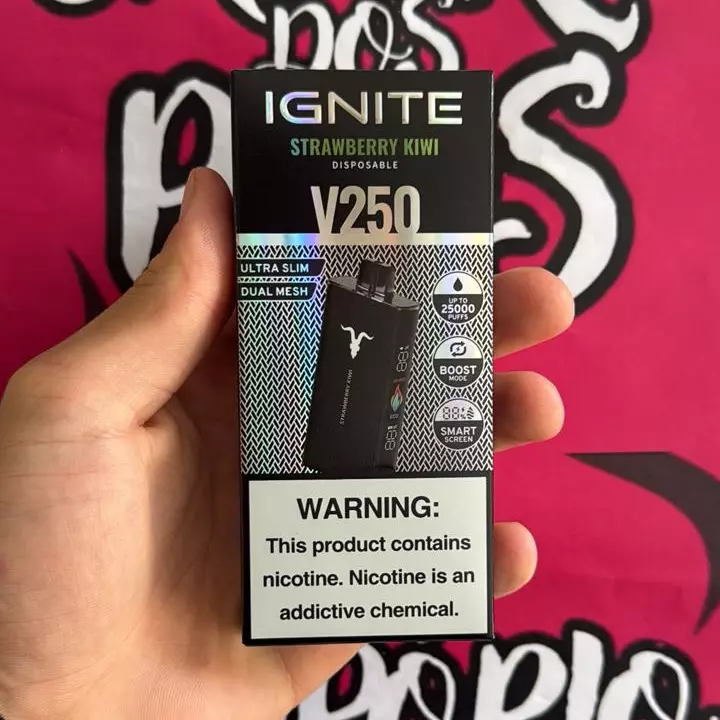 DOS
IGNITE
STRAWBERRY KIWI
DISPOSABLE
V250
ULTRA SLIM
DUAL MESH
UP TO
25000
PUFFS
BOOST
MODE
SMART
SCREEN
STRAWBERRY KIWI
WARNING:
This product contains
nicotine. Nicotine is an
addictive chemical.